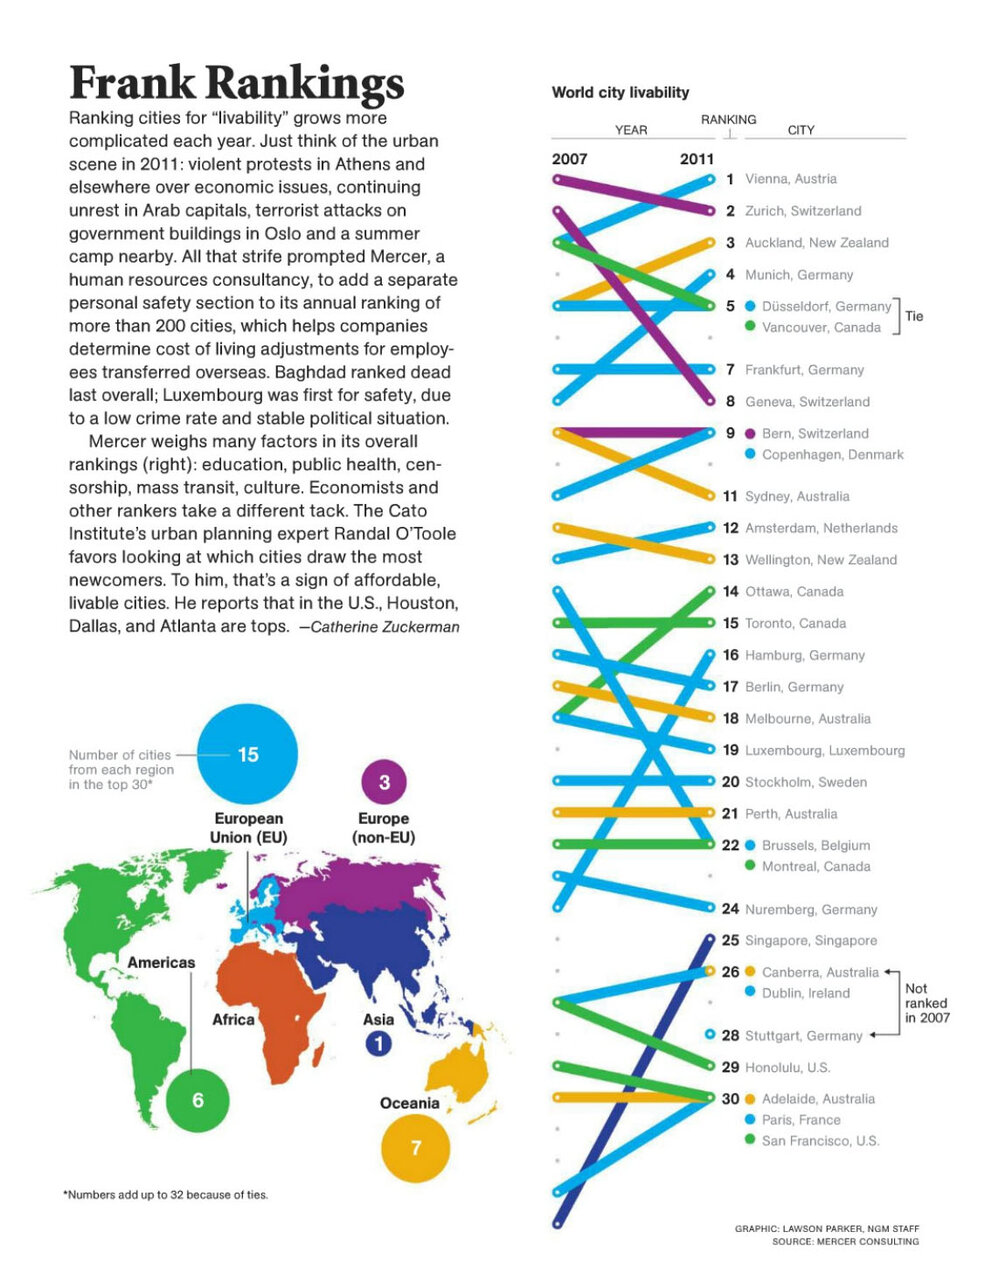 Frank Rankings
Ranking cities for “livability” grows more
complicated each year. Just think of the urban
scene in 2011: violent protests in Athens and
elsewhere over economic issues, continuing
unrest in Arab capitals, terrorist attacks on
government buildings in Oslo and a summer
camp nearby. All that strife prompted Mercer, a
human resources consultancy, to add a separate
personal safety section to its annual ranking of
more than 200 cities, which helps companies
determine cost of living adjustments for employ-
ees transferred overseas. Baghdad ranked dead
last overall; Luxembourg was first for safety, due
to a low crime rate and stable political situation.
Mercer weighs many factors in its overall
rankings (right): education, public health, cen-
sorship, mass transit, culture. Economists and
other rankers take a different tack. The Cato
Institute’s urban planning expert Randal O’Toole
favors looking at which cities draw the most
newcomers. To him, that’s a sign of affordable,
livable cities. He reports that in the U.S., Houston,
Dallas, and Atlanta are tops. —Catherine Zuckerman
Number of cities
from each region
in the top 30*
15
European
Union (EU)
3
Europe
(non-EU)
Americas
6
Africa
Asia
1
Oceania
7
*Numbers add up to 32 because of ties.
World city livability
YEAR
RANKING
CITY
2007
2011
1 Vienna, Austria
2 Zurich, Switzerland
3 Auckland, New Zealand
4 Munich, Germany
5 Düsseldorf, Germany
Vancouver, Canada
Tie
7 Frankfurt, Germany
8 Geneva, Switzerland
9 Bern, Switzerland
Copenhagen, Denmark
11 Sydney, Australia
12 Amsterdam, Netherlands
13 Wellington, New Zealand
14 Ottawa, Canada
15 Toronto, Canada
16 Hamburg, Germany
17 Berlin, Germany
18 Melbourne, Australia
19 Luxembourg, Luxembourg
20 Stockholm, Sweden
21 Perth, Australia
22 Brussels, Belgium
Montreal, Canada
24 Nuremberg, Germany
25 Singapore, Singapore
26 Canberra, Australia
Dublin, Ireland
Not
ranked
in 2007
28 Stuttgart, Germany
29 Honolulu, U.S.
30 Adelaide, Australia
Paris, France
San Francisco, U.S.
GRAPHIC: LAWSON PARKER, NGM STAFF
SOURCE: MERCER CONSULTING